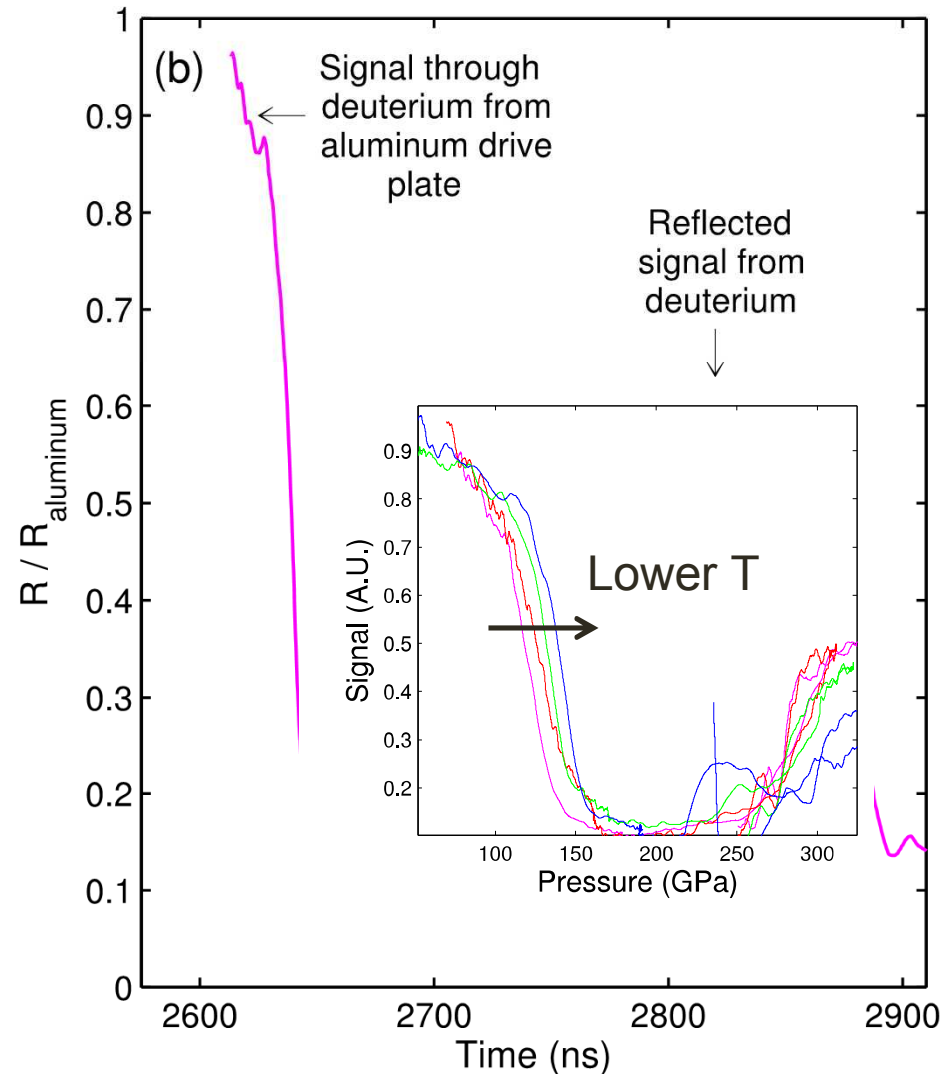 (b)
Signal through
deuterium from
aluminum drive
plate
Reflected
signal from
deuterium
R / R_aluminum
1
0.9
0.8
0.7
0.6
0.5
0.4
0.3
0.2
0.1
0
2600 2700 2800 2900
Time (ns)
Lower T
Signal (A.U.)
0.9
0.8
0.7
0.6
0.5
0.4
0.3
0.2
100 150 200 250 300
Pressure (GPa)